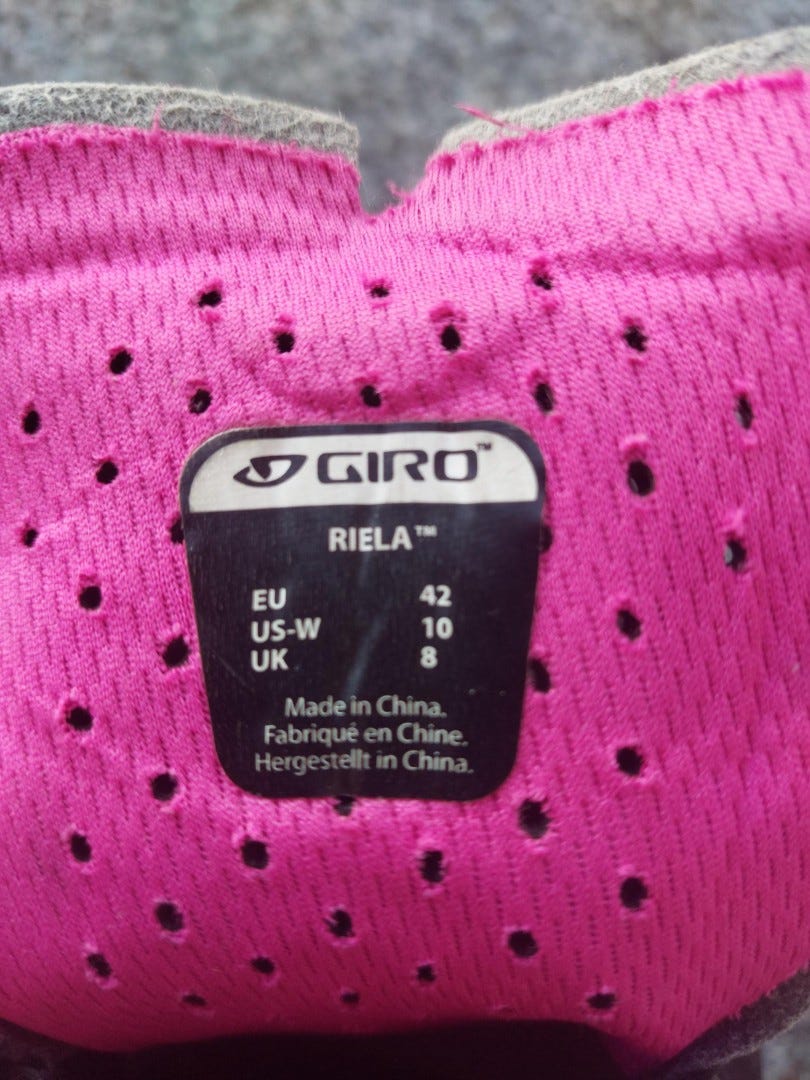 GIRO™
RIELA™
EU 42
US-W 10
UK 8
Made in China.
Fabriqué en Chine.
Hergestellt in China.